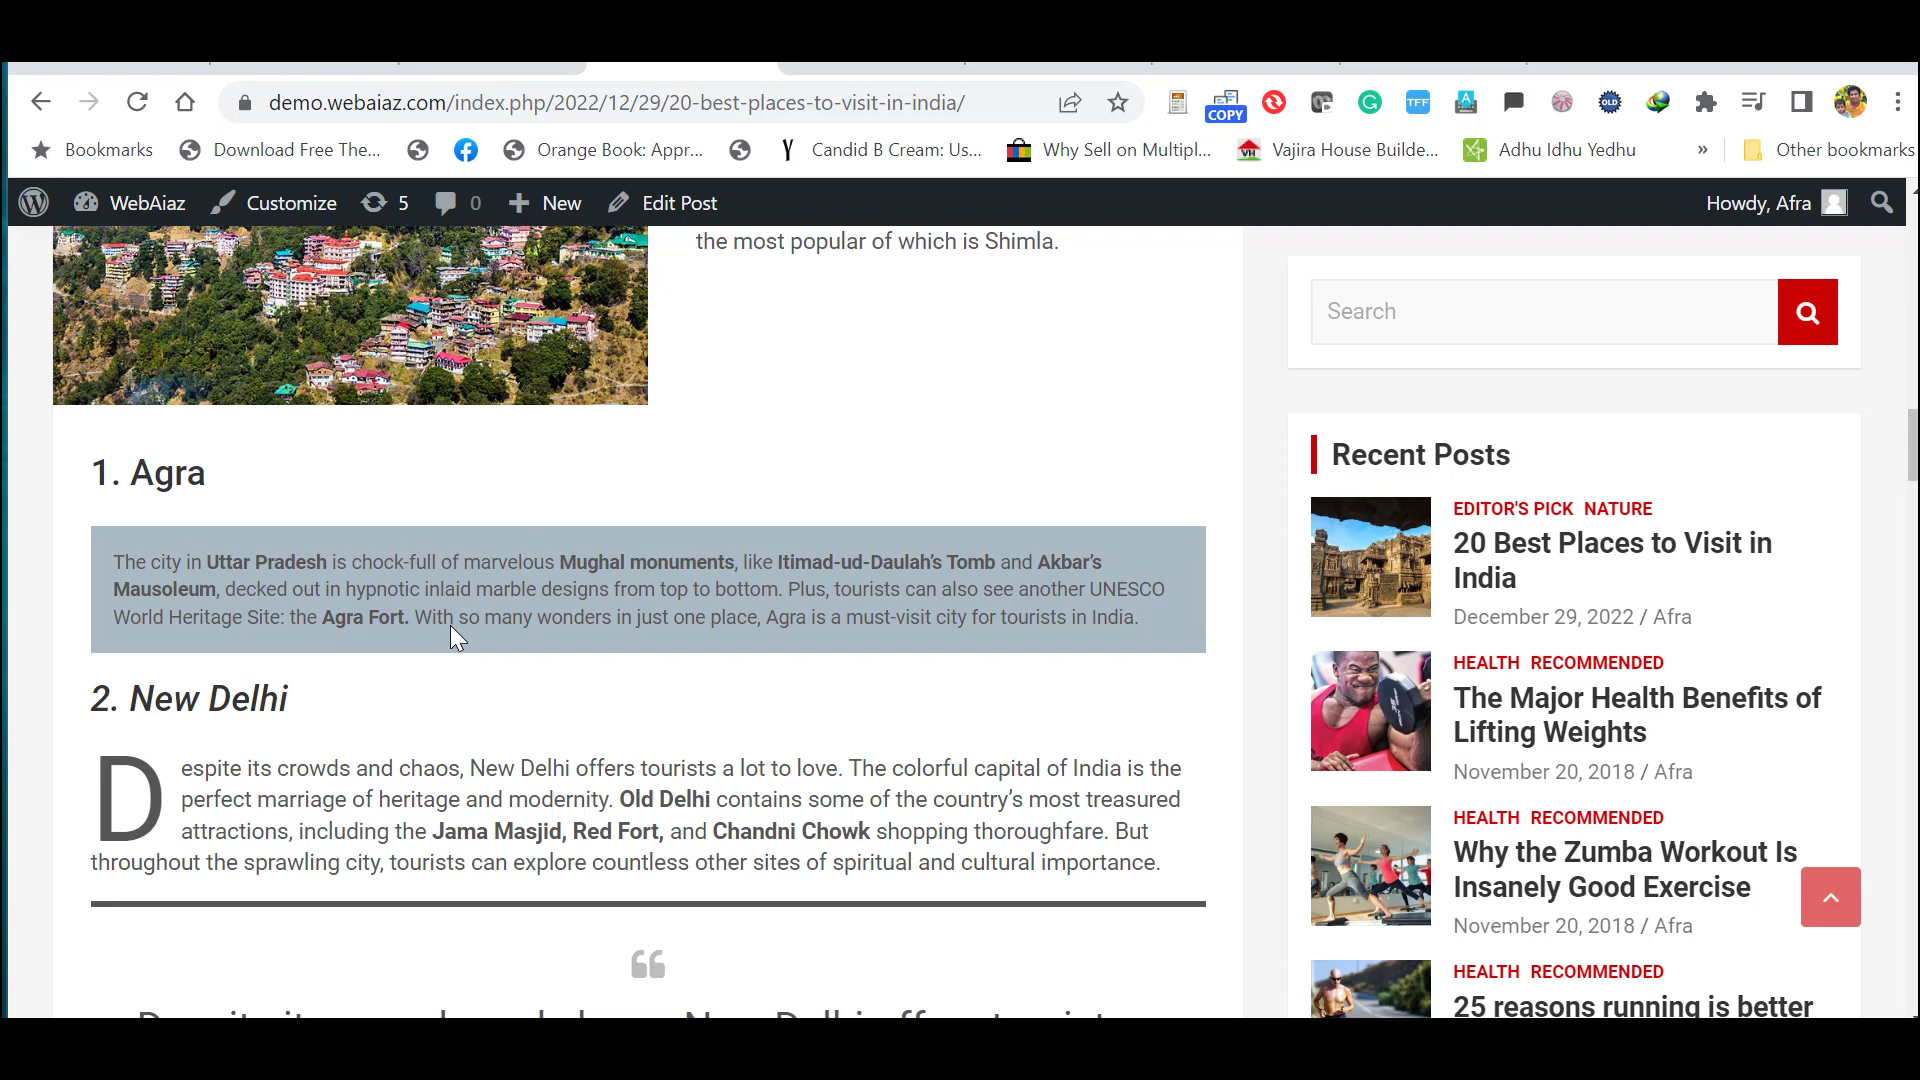 demo.webaiaz.com/index.php/2022/12/29/20-best-places-to-visit-in-india/
COPY
TFF
A
OLD
Bookmarks
Download Free The...
Orange Book: Appr...
Candid B Cream: Us...
Why Sell on Multipl...
VH
Vajira House Builde...
Adhu Idhu Yedhu
»
Other bookmarks
WebAiaz
Customize
5
0
New
Edit Post
Howdy, Afra
the most popular of which is Shimla.
1. Agra
The city in Uttar Pradesh is chock-full of marvelous Mughal monuments, like Itimad-ud-Daulah’s Tomb and Akbar’s
Mausoleum, decked out in hypnotic inlaid marble designs from top to bottom. Plus, tourists can also see another UNESCO
World Heritage Site: the Agra Fort. With so many wonders in just one place, Agra is a must-visit city for tourists in India.
2. New Delhi
Despite its crowds and chaos, New Delhi offers tourists a lot to love. The colorful capital of India is the
perfect marriage of heritage and modernity. Old Delhi contains some of the country’s most treasured
attractions, including the Jama Masjid, Red Fort, and Chandni Chowk shopping thoroughfare. But
throughout the sprawling city, tourists can explore countless other sites of spiritual and cultural importance.
Search
Recent Posts
EDITOR'S PICK NATURE
20 Best Places to Visit in
India
December 29, 2022 / Afra
HEALTH RECOMMENDED
The Major Health Benefits of
Lifting Weights
November 20, 2018 / Afra
HEALTH RECOMMENDED
Why the Zumba Workout Is
Insanely Good Exercise
November 20, 2018 / Afra
HEALTH RECOMMENDED
25 reasons running is better